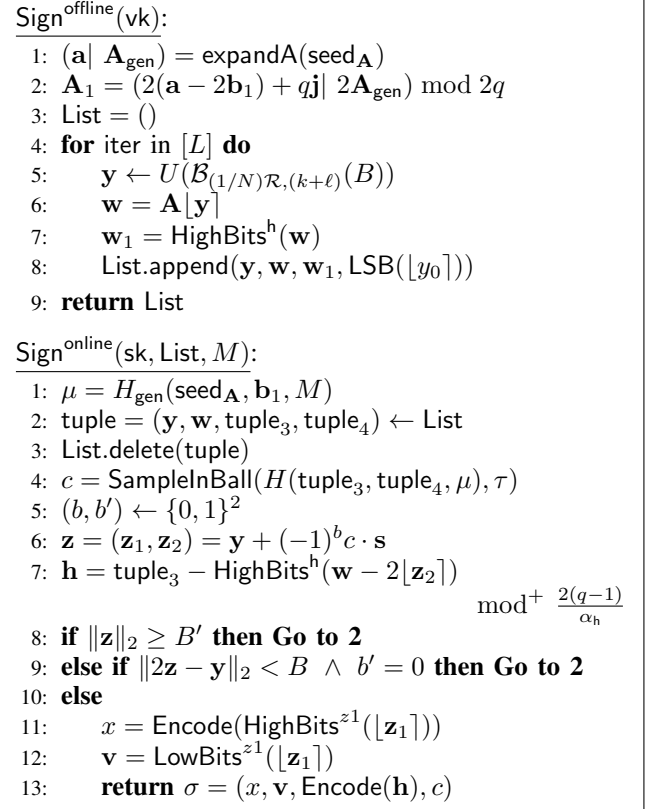 Sign^offline(vk):
1: (a| A_gen) = expandA(seed_A)
2: A_1 = (2(a − 2b_1) + qj| 2A_gen) mod 2q
3: List = ()
4: for iter in [L] do
5: y ← U(B_(1/N)R,(k+ℓ)(B))
6: w = A⌊y⌉
7: w_1 = HighBits^h(w)
8: List.append(y, w, w_1, LSB(⌊y_0⌉))
9: return List
Sign^online(sk, List, M):
1: μ = H_gen(seed_A, b_1, M)
2: tuple = (y, w, tuple_3, tuple_4) ← List
3: List.delete(tuple)
4: c = SampleInBall(H(tuple_3, tuple_4, μ), τ)
5: (b, b′) ← {0, 1}^2
6: z = (z_1, z_2) = y + (−1)^b c · s
7: h = tuple_3 − HighBits^h(w − 2⌊z_2⌉)
mod^+ 2(q−1)/α_h
8: if ∥z∥_2 ≥ B′ then Go to 2
9: else if ∥2z − y∥_2 < B ∧ b′ = 0 then Go to 2
10: else
11: x = Encode(HighBits^z1(⌊z_1⌉))
12: v = LowBits^z1(⌊z_1⌉)
13: return σ = (x, v, Encode(h), c)